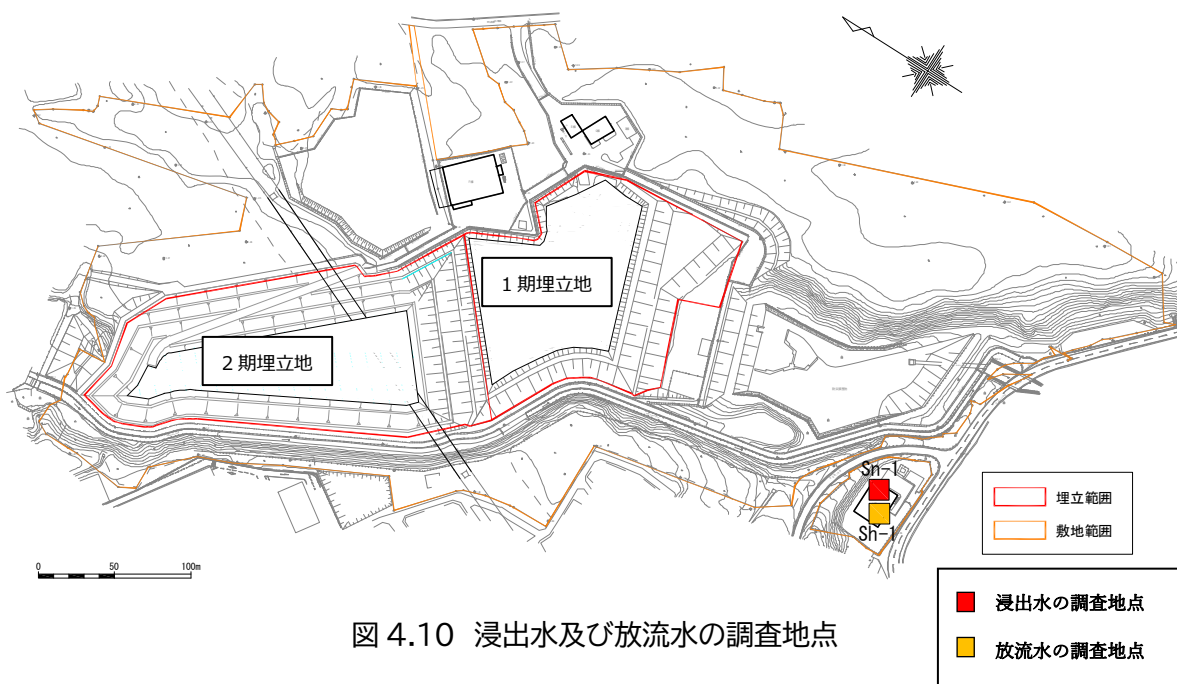 1期埋立地
2期埋立地
Sn-1
Sh-1
埋立範囲
敷地範囲
0 50 100m
浸出水の調査地点
放流水の調査地点
図 4.10 浸出水及び放流水の調査地点